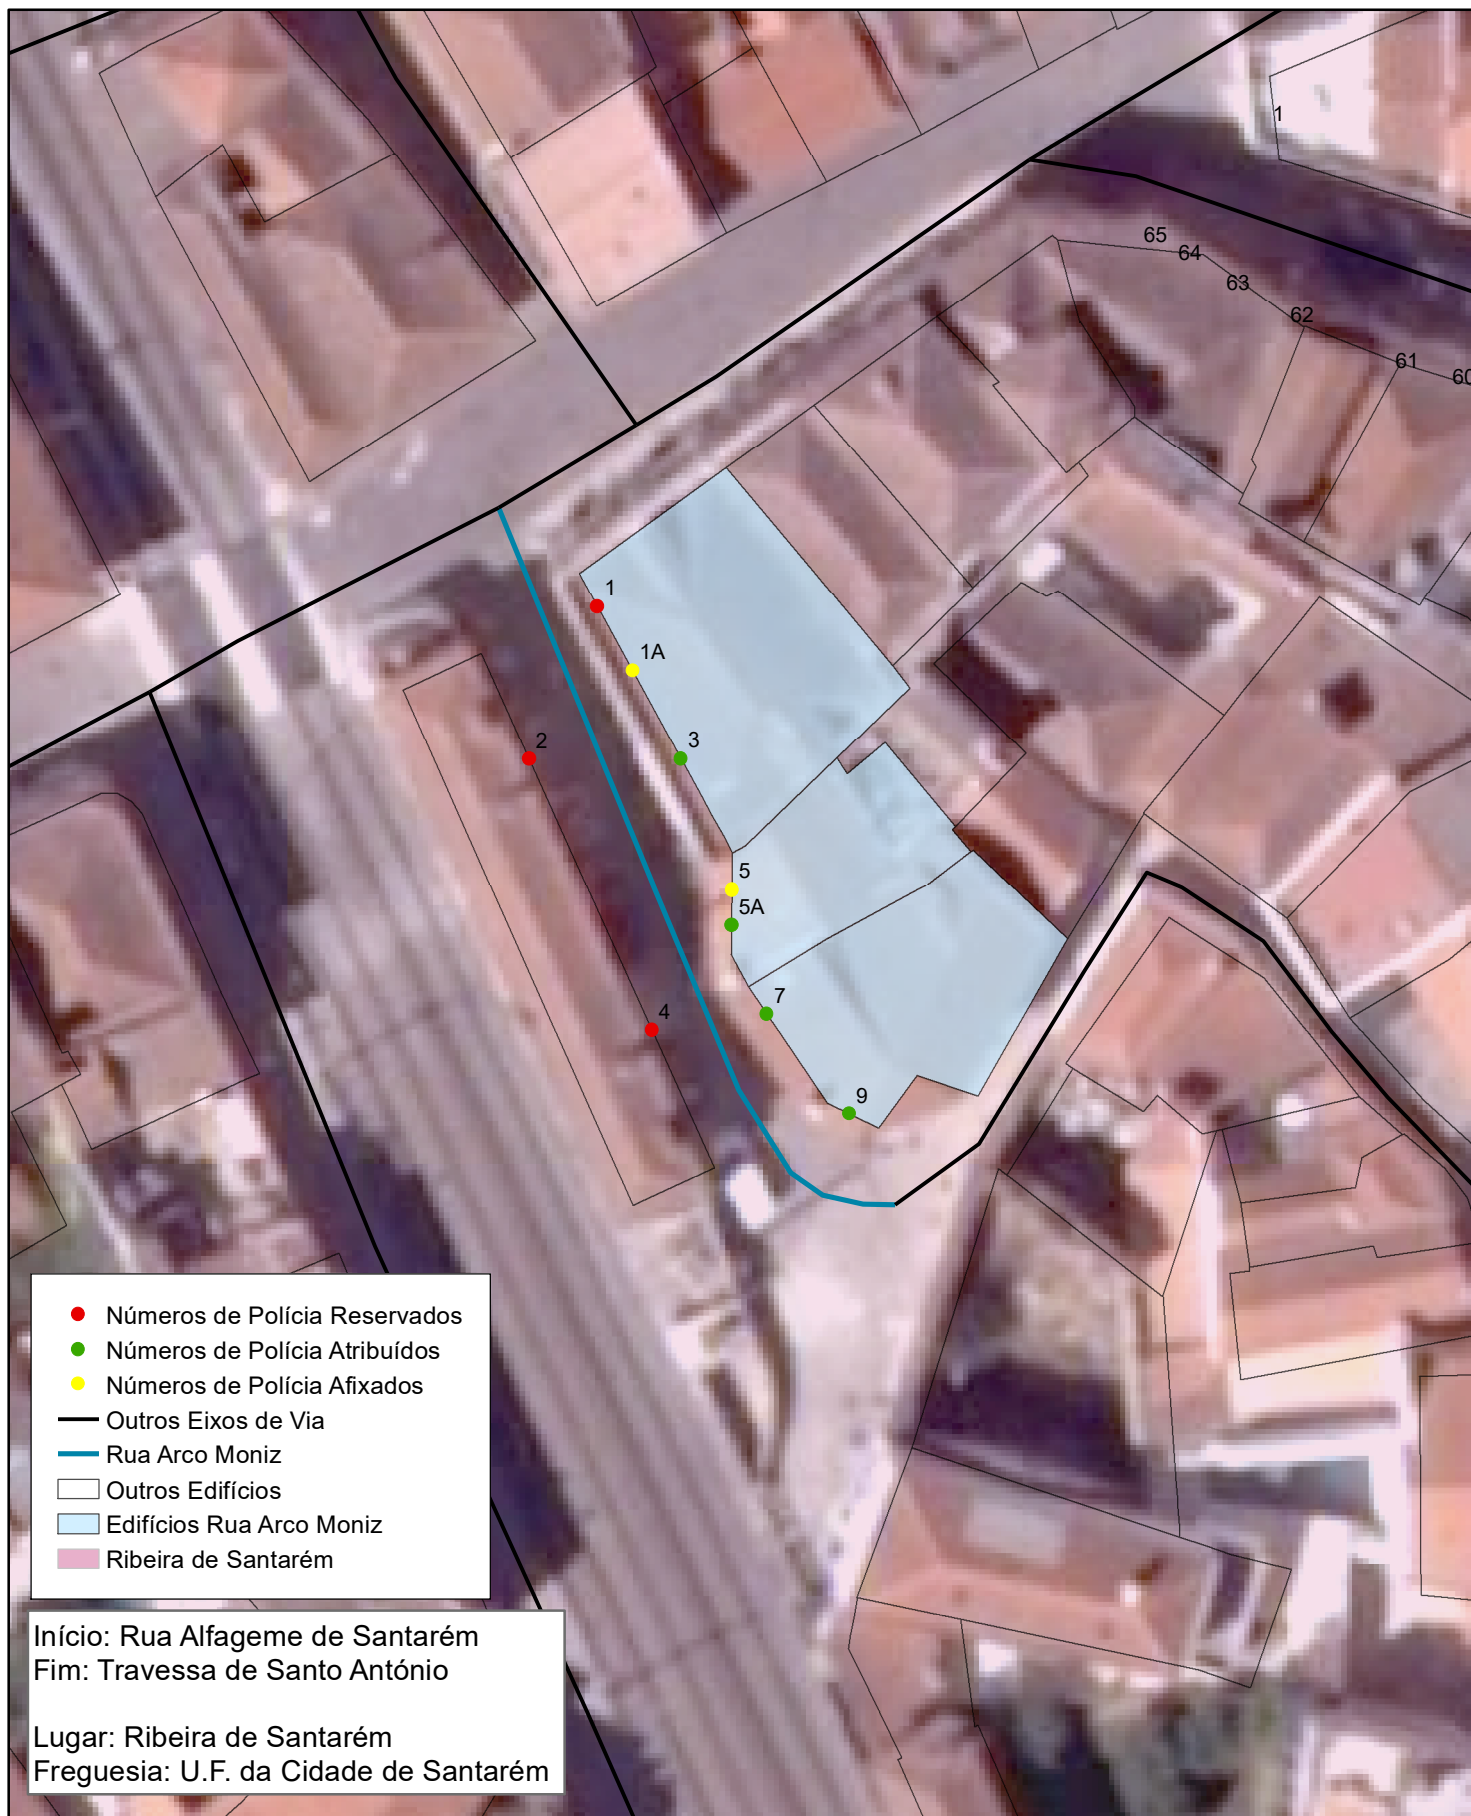 1
65
64
63
62
61
60
1
1A
3
2
5
5A
7
4
9
Números de Polícia Reservados
Números de Polícia Atribuídos
Números de Polícia Afixados
Outros Eixos de Via
Rua Arco Moniz
Outros Edifícios
Edifícios Rua Arco Moniz
Ribeira de Santarém
Início: Rua Alfageme de Santarém
Fim: Travessa de Santo António
Lugar: Ribeira de Santarém
Freguesia: U.F. da Cidade de Santarém